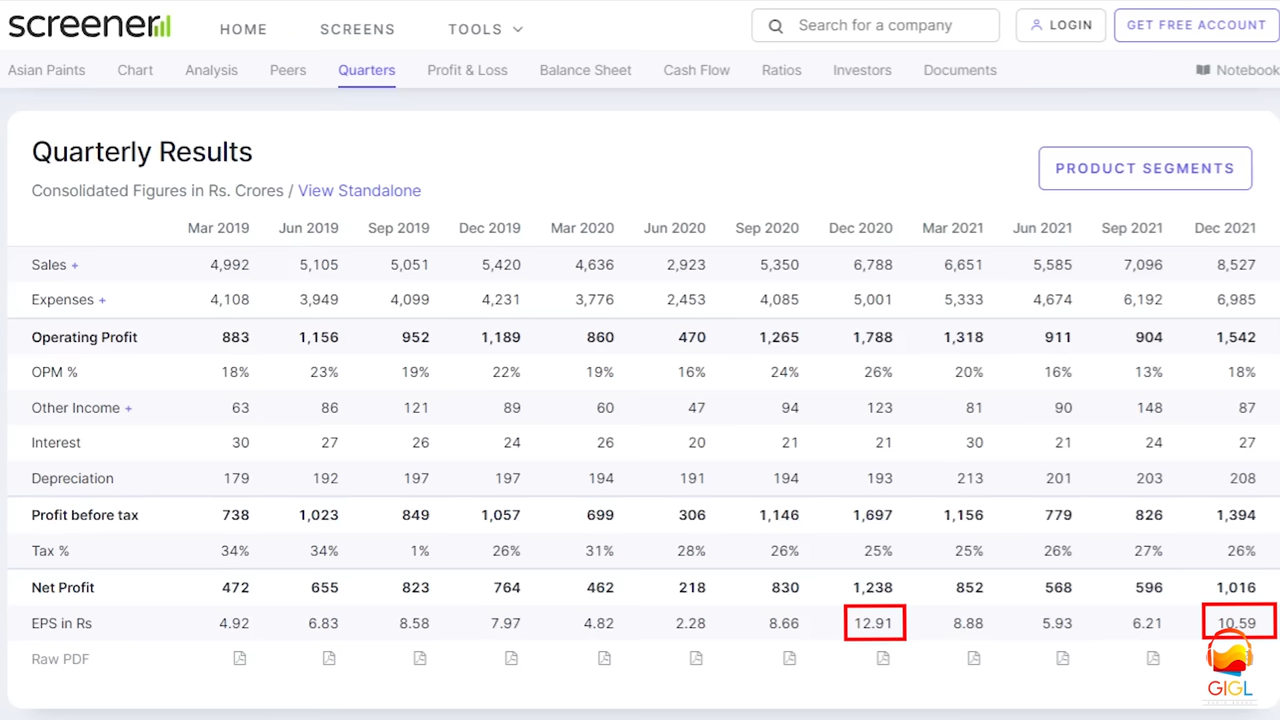 screener HOME SCREENS TOOLS Search for a company LOGIN GET FREE ACCOUNT
Asian Paints Chart Analysis Peers Quarters Profit & Loss Balance Sheet Cash Flow Ratios Investors Documents Notebook
Quarterly Results
PRODUCT SEGMENTS
Consolidated Figures in Rs. Crores / View Standalone
Mar 2019 Jun 2019 Sep 2019 Dec 2019 Mar 2020 Jun 2020 Sep 2020 Dec 2020 Mar 2021 Jun 2021 Sep 2021 Dec 2021
Sales + 4,992 5,105 5,051 5,420 4,636 2,923 5,350 6,788 6,651 5,585 7,096 8,527
Expenses + 4,108 3,949 4,099 4,231 3,776 2,453 4,085 5,001 5,333 4,674 6,192 6,985
Operating Profit 883 1,156 952 1,189 860 470 1,265 1,788 1,318 911 904 1,542
OPM % 18% 23% 19% 22% 19% 16% 24% 26% 20% 16% 13% 18%
Other Income + 63 86 121 89 60 47 94 123 81 90 148 87
Interest 30 27 26 24 26 20 21 21 30 21 24 27
Depreciation 179 192 197 197 194 191 194 193 213 201 203 208
Profit before tax 738 1,023 849 1,057 699 306 1,146 1,697 1,156 779 826 1,394
Tax % 34% 34% 1% 26% 31% 28% 26% 25% 25% 26% 27% 26%
Net Profit 472 655 823 764 462 218 830 1,238 852 568 596 1,016
EPS in Rs 4.92 6.83 8.58 7.97 4.82 2.28 8.66 12.91 8.88 5.93 6.21 10.59
Raw PDF
GIGL